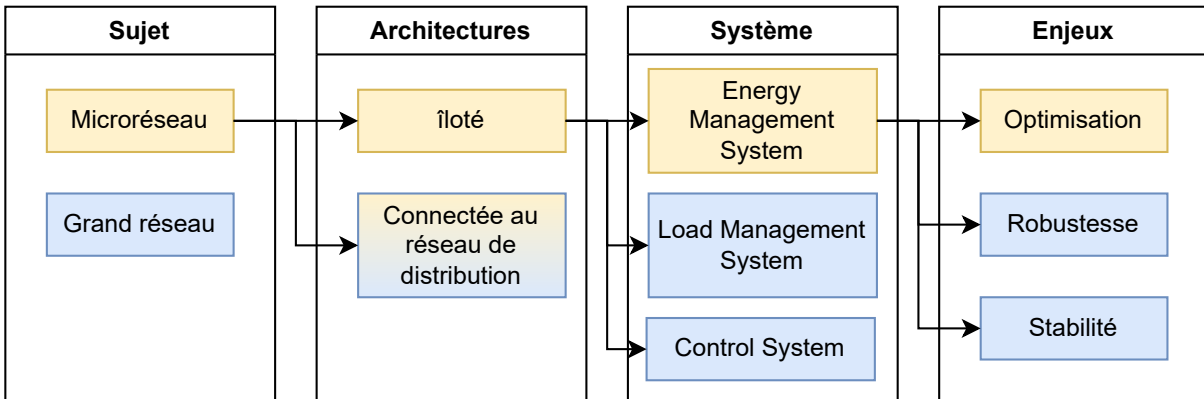 Sujet
Microréseau
Grand réseau
Architectures
îloté
Connectée au
réseau de
distribution
Système
Energy
Management
System
Load Management
System
Control System
Enjeux
Optimisation
Robustesse
Stabilité